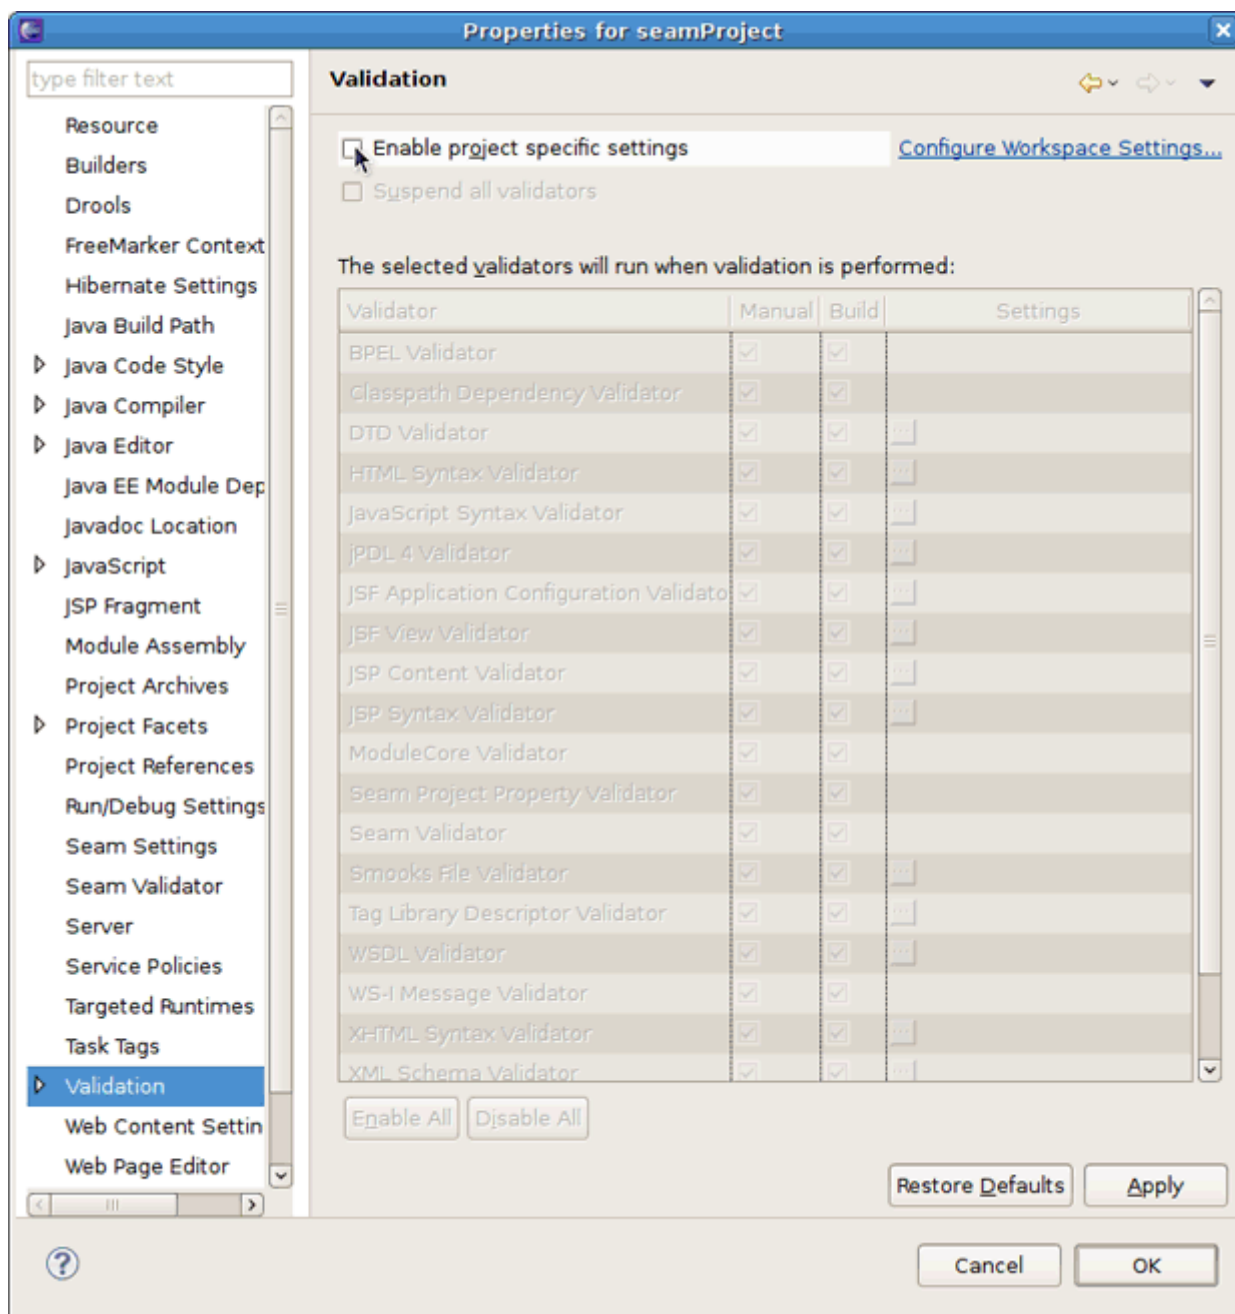 Properties for seamProject
type filter text
Resource
Builders
Drools
FreeMarker Context
Hibernate Settings
Java Build Path
Java Code Style
Java Compiler
Java Editor
Java EE Module Dep
Javadoc Location
JavaScript
JSP Fragment
Module Assembly
Project Archives
Project Facets
Project References
Run/Debug Settings
Seam Settings
Seam Validator
Server
Service Policies
Targeted Runtimes
Task Tags
Validation
Web Content Settin
Web Page Editor
Validation
Enable project specific settings Configure Workspace Settings...
Suspend all validators
The selected validators will run when validation is performed:
Validator Manual Build Settings
BPEL Validator
Classpath Dependency Validator
DTD Validator ...
HTML Syntax Validator ...
JavaScript Syntax Validator ...
jPDL 4 Validator ...
JSF Application Configuration Validato ...
JSF View Validator ...
JSP Content Validator ...
JSP Syntax Validator ...
ModuleCore Validator
Seam Project Property Validator
Seam Validator
Smooks File Validator ...
Tag Library Descriptor Validator ...
WSDL Validator ...
WS-I Message Validator
XHTML Syntax Validator ...
XML Schema Validator ...
Enable All Disable All
Restore Defaults Apply
? Cancel OK